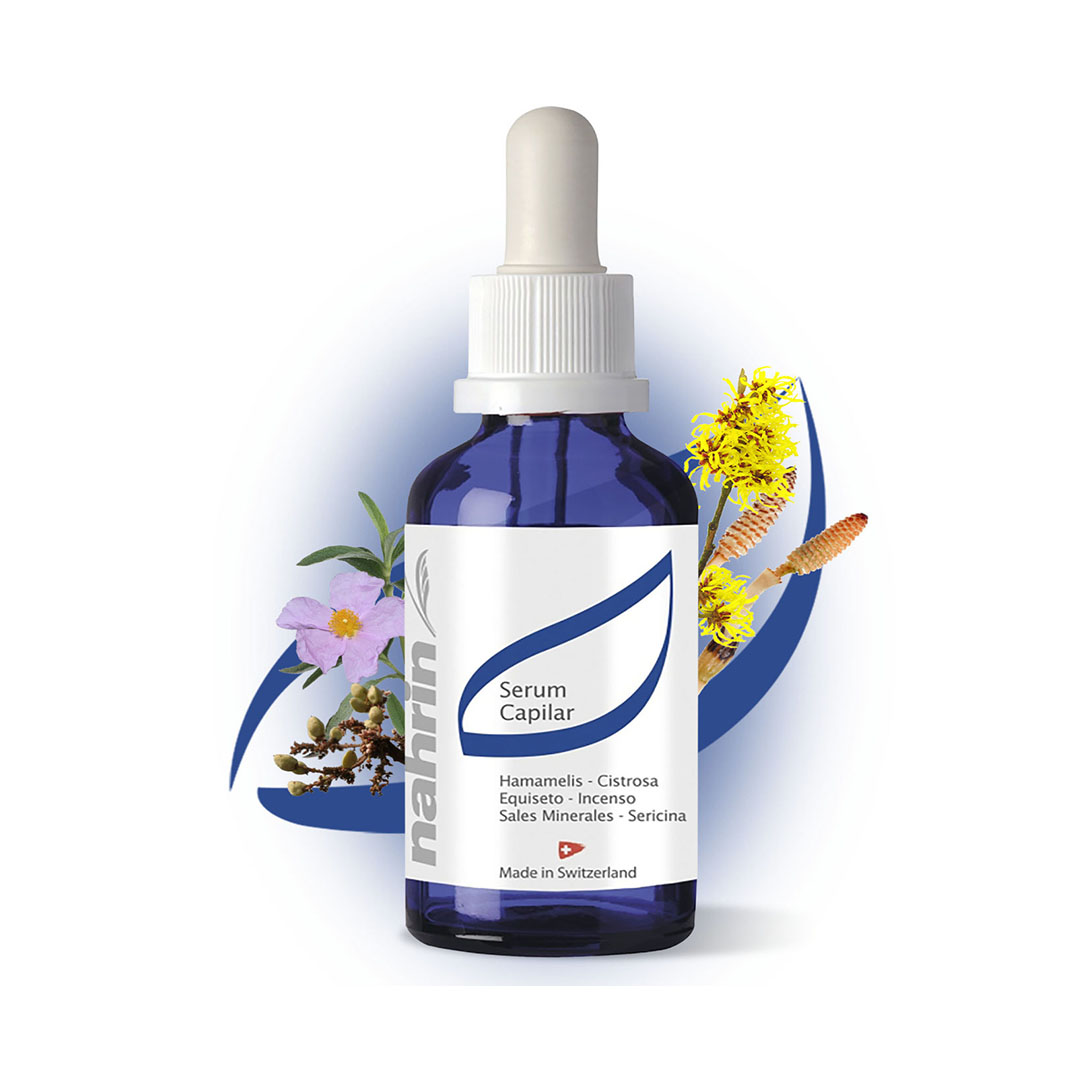 nahrin
Serum
Capilar
Hamamelis - Cistrosa
Equiseto - Incenso
Sales Minerales - Sericina
Made in Switzerland